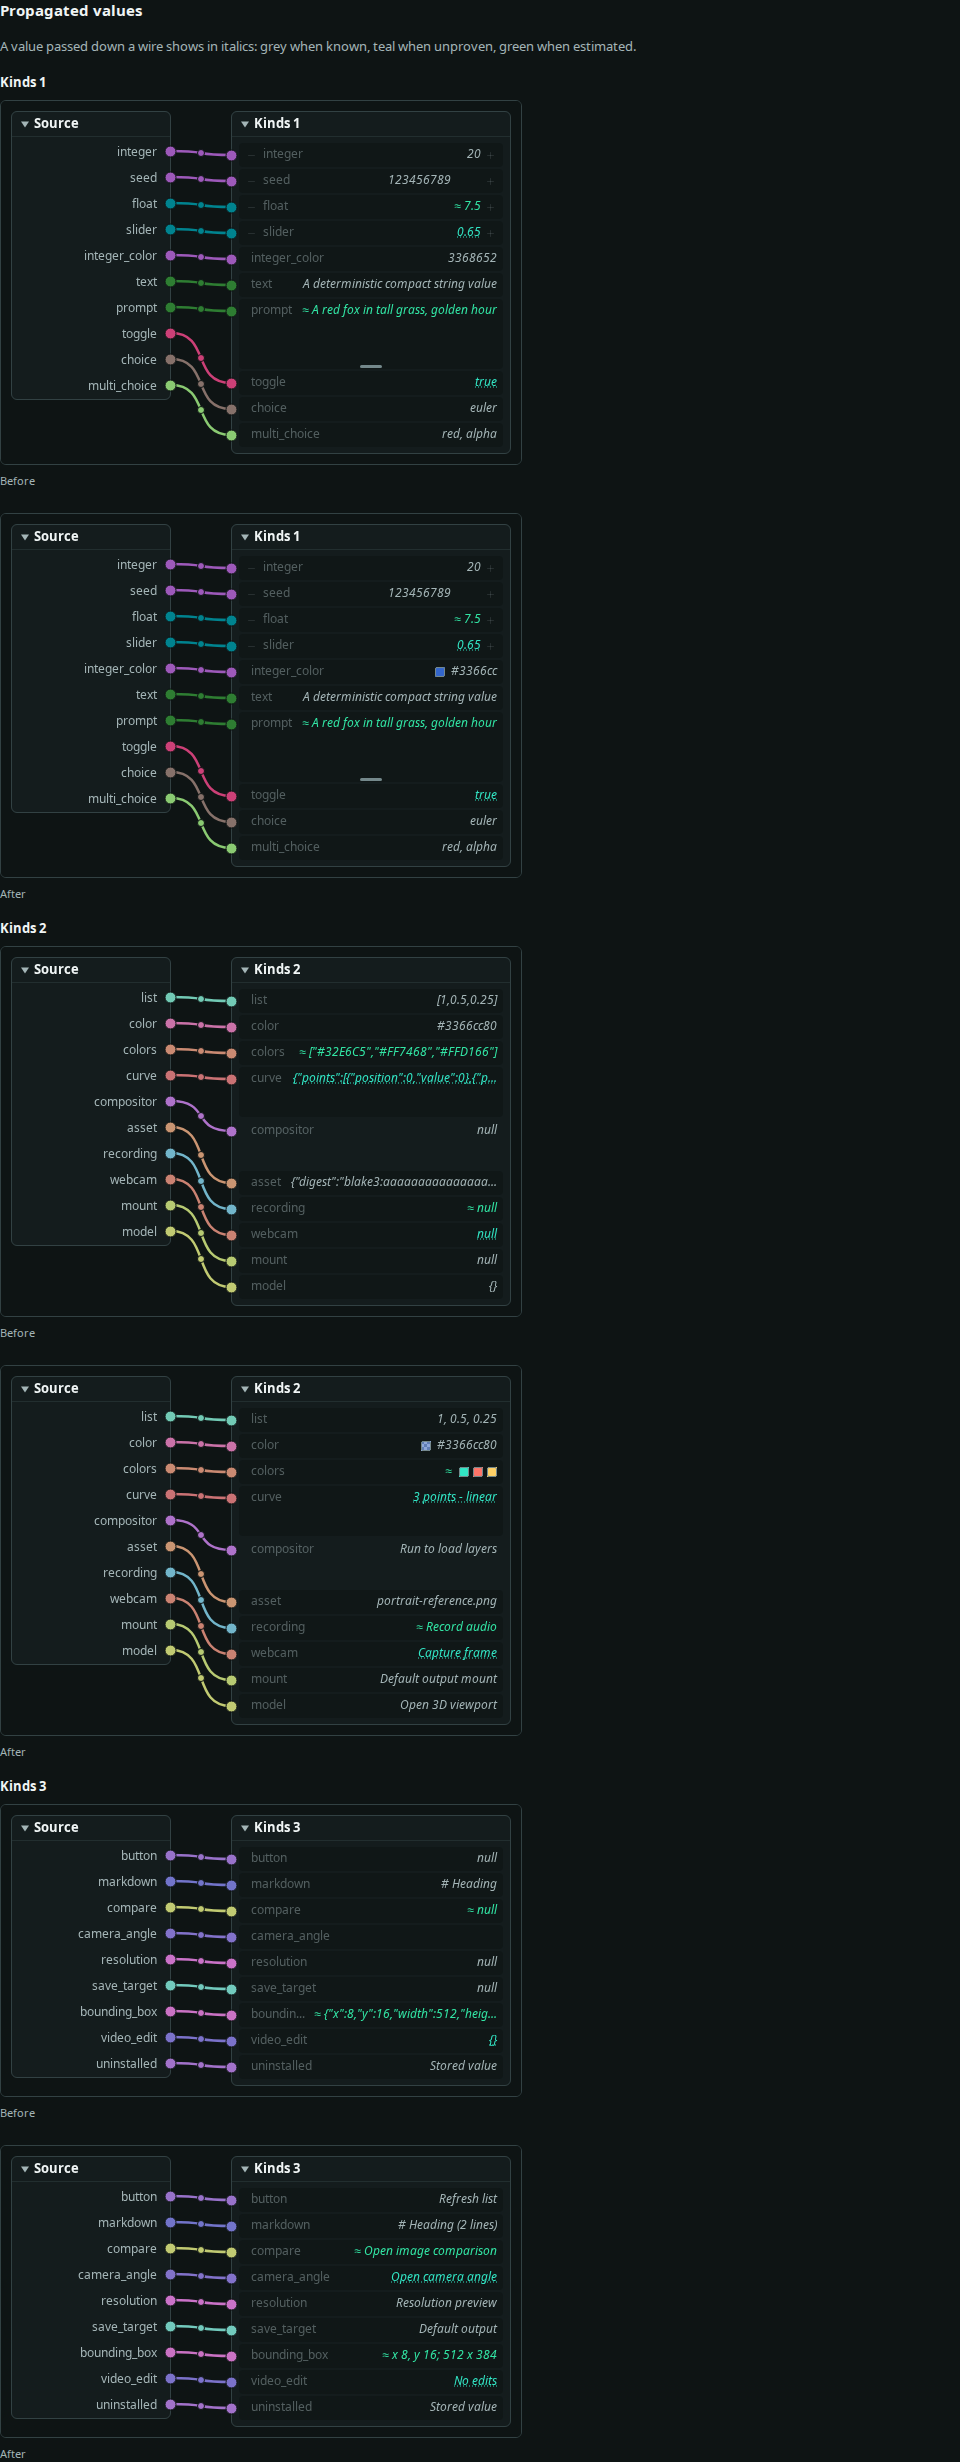 Propagated values
A value passed down a wire shows in italics: grey when known, teal when unproven, green when estimated.
Kinds 1
Source
Kinds 1
integer
− integer 20 +
seed
− seed 123456789 +
float
− float ≈ 7.5 +
slider
− slider 0.65 +
integer_color
integer_color 3368652
text
text A deterministic compact string value
prompt
prompt ≈ A red fox in tall grass, golden hour
toggle
choice
multi_choice
toggle true
choice euler
multi_choice red, alpha
Before
Source
Kinds 1
integer
− integer 20 +
seed
− seed 123456789 +
float
− float ≈ 7.5 +
slider
− slider 0.65 +
integer_color
integer_color #3366cc
text
text A deterministic compact string value
prompt
prompt ≈ A red fox in tall grass, golden hour
toggle
choice
multi_choice
toggle true
choice euler
multi_choice red, alpha
After
Kinds 2
Source
Kinds 2
list
list [1,0.5,0.25]
color
color #3366cc80
colors
colors ≈ ["#32E6C5","#FF7468","#FFD166"]
curve
curve {"points":[{"position":0,"value":0},{"p...
compositor
asset
recording
webcam
mount
model
compositor null
asset {"digest":"blake3:aaaaaaaaaaaaaaa...
recording ≈ null
webcam null
mount null
model {}
Before
Source
Kinds 2
list
list 1, 0.5, 0.25
color
color #3366cc80
colors
colors ≈
curve
curve 3 points - linear
compositor
asset
recording
webcam
mount
model
compositor Run to load layers
asset portrait-reference.png
recording ≈ Record audio
webcam Capture frame
mount Default output mount
model Open 3D viewport
After
Kinds 3
Source
Kinds 3
button
button null
markdown
markdown # Heading
compare
compare ≈ null
camera_angle
camera_angle
resolution
resolution null
save_target
save_target null
bounding_box
boundin... ≈ {"x":8,"y":16,"width":512,"heig...
video_edit
video_edit {}
uninstalled
uninstalled Stored value
Before
Source
Kinds 3
button
button Refresh list
markdown
markdown # Heading (2 lines)
compare
compare ≈ Open image comparison
camera_angle
camera_angle Open camera angle
resolution
resolution Resolution preview
save_target
save_target Default output
bounding_box
bounding_box ≈ x 8, y 16; 512 x 384
video_edit
video_edit No edits
uninstalled
uninstalled Stored value
After